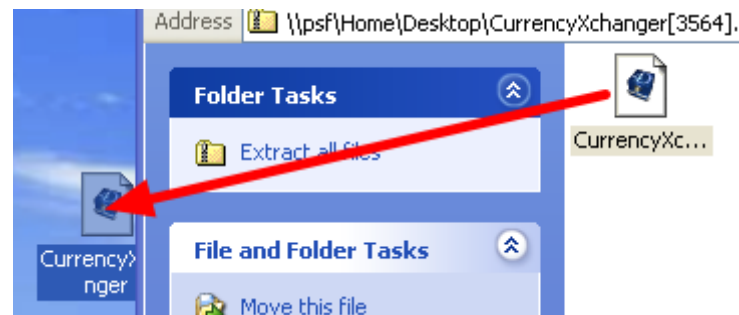 Address \\psf\Home\Desktop\CurrencyXchanger[3564].
Folder Tasks
CurrencyXc...
Extract all files
File and Folder Tasks
CurrencyX
nger
Move this file